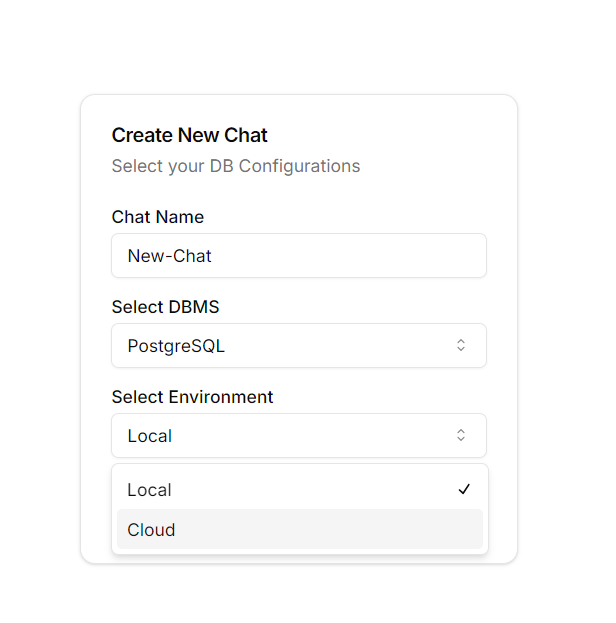 Create New Chat
Select your DB Configurations
Chat Name
New-Chat
Select DBMS
PostgreSQL
Select Environment
Local
Local
Cloud